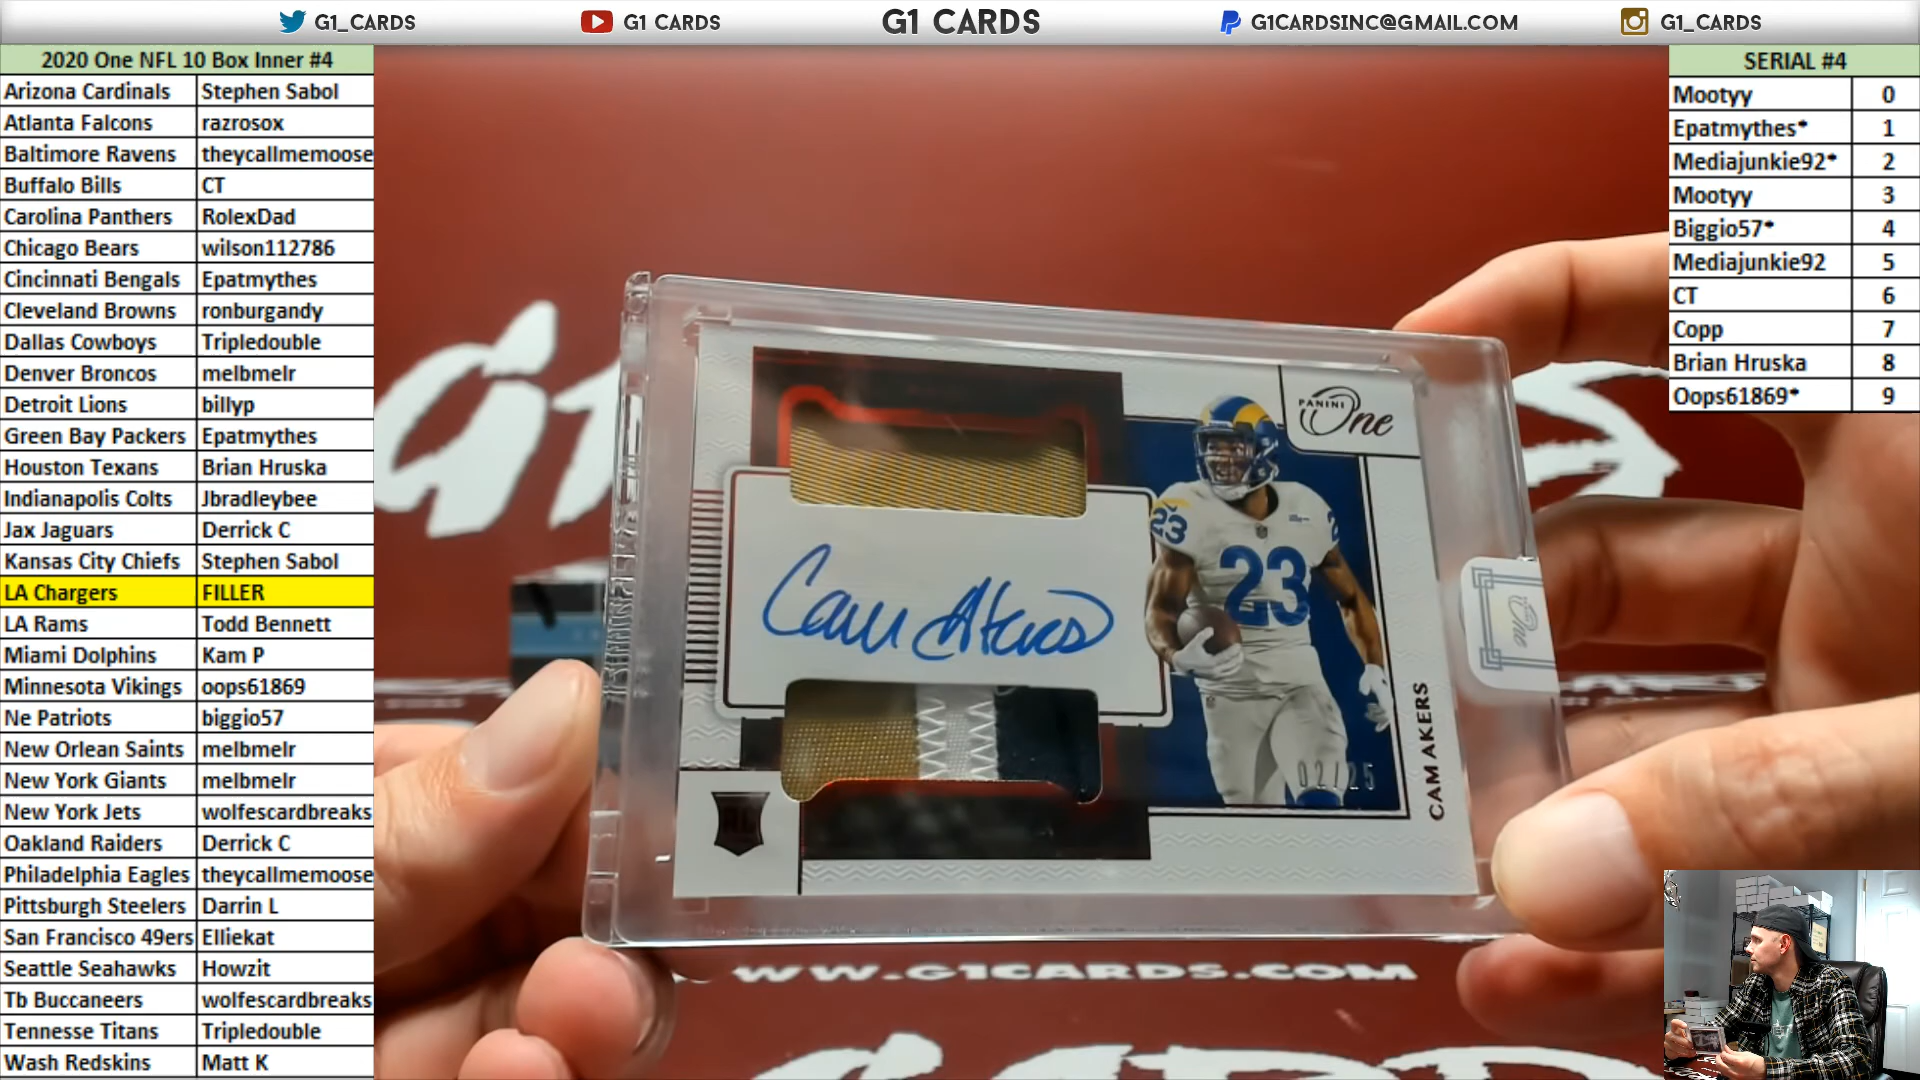 G1_CARDS
G1 CARDS
G1 CARDS
G1CARDSINC@GMAIL.COM
G1_CARDS
2020 One NFL 10 Box Inner #4
Arizona Cardinals Stephen Sabol
Atlanta Falcons razrosox
Baltimore Ravens theycallmemoose
Buffalo Bills CT
Carolina Panthers RolexDad
Chicago Bears wilson112786
Cincinnati Bengals Epatmythes
Cleveland Browns ronburgandy
Dallas Cowboys Tripledouble
Denver Broncos melbmelr
Detroit Lions billyp
Green Bay Packers Epatmythes
Houston Texans Brian Hruska
Indianapolis Colts Jbradleybee
Jax Jaguars Derrick C
Kansas City Chiefs Stephen Sabol
LA Chargers FILLER
LA Rams Todd Bennett
Miami Dolphins Kam P
Minnesota Vikings oops61869
Ne Patriots biggio57
New Orlean Saints melbmelr
New York Giants melbmelr
New York Jets wolfescardbreaks
Oakland Raiders Derrick C
Philadelphia Eagles theycallmemoose
Pittsburgh Steelers Darrin L
San Francisco 49ers Elliekat
Seattle Seahawks Howzit
Tb Buccaneers wolfescardbreaks
Tennesse Titans Tripledouble
Wash Redskins Matt K
SERIAL #4
Mootyy 0
Epatmythes* 1
Mediajunkie92* 2
Mootyy 3
Biggio57* 4
Mediajunkie92 5
CT 6
Copp 7
Brian Hruska 8
Oops61869* 9
PANINI
One
23
23
Cam Akers
02/25
CAM AKERS
RC
One
WWW.G1CARDS.COM